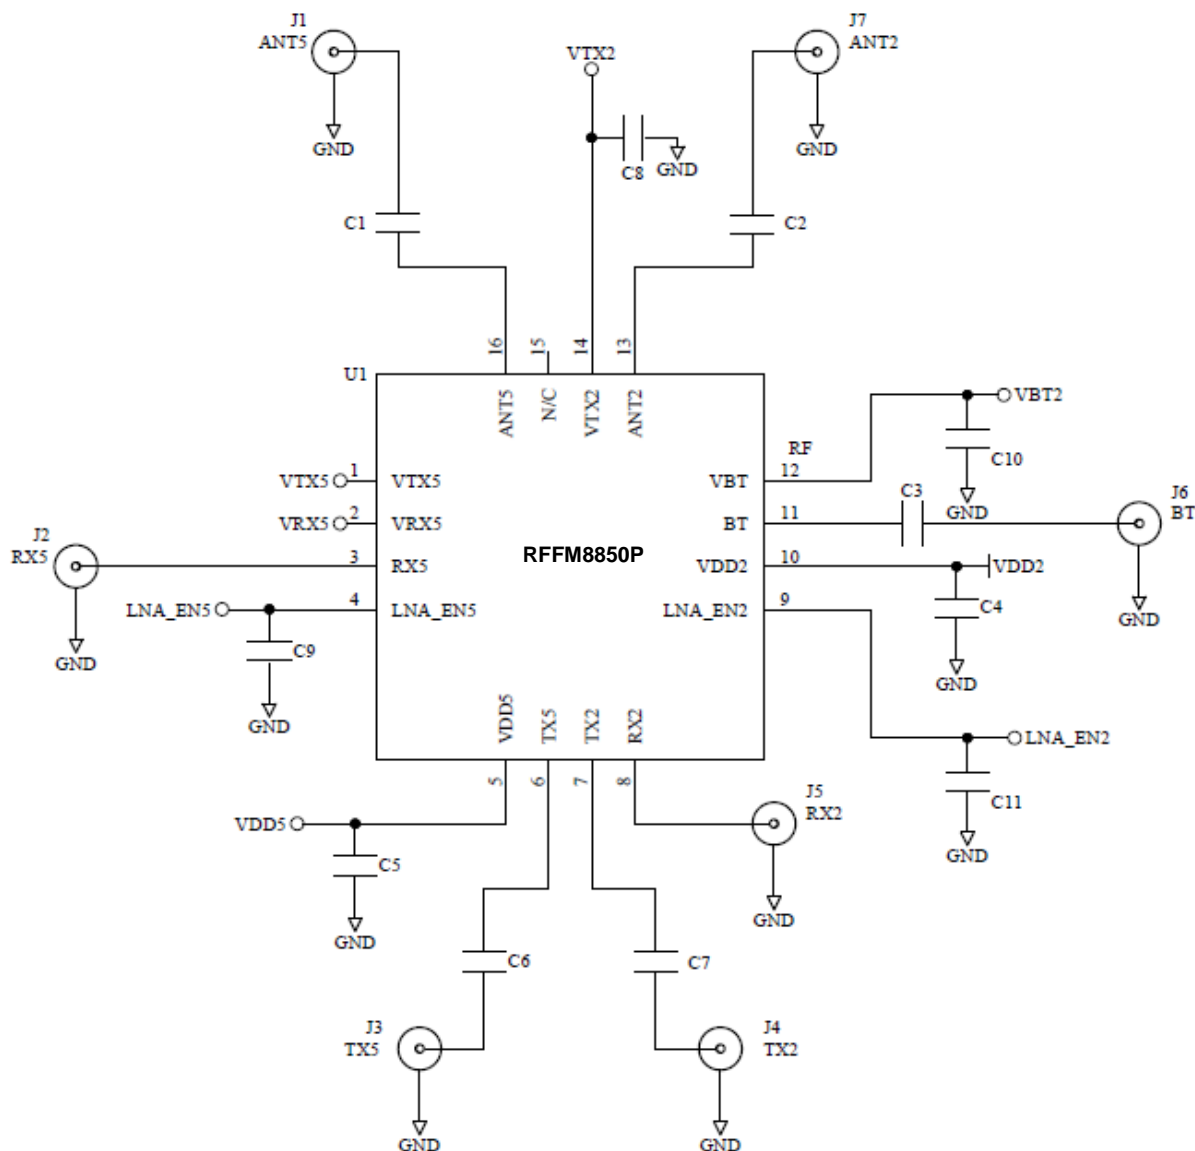 J1
ANT5
GND
VTX2
C8
GND
J7
ANT2
GND
C1
C2
16
15
14
13
U1
ANT5
N/C
VTX2
ANT2
RF
VTX5
1
VTX5
VRX5
2
VRX5
J2
RX5
3
RX5
GND
LNA_EN5
4
LNA_EN5
C9
GND
RFFM8850P
VBT
12
VBT2
C10
GND
BT
11
C3
J6
BT
GND
VDD2
10
VDD2
C4
GND
LNA_EN2
9
LNA_EN2
C11
GND
VDD5
TX5
TX2
RX2
5
6
7
8
VDD5
C5
GND
J5
RX2
GND
C6
C7
J3
TX5
GND
J4
TX2
GND